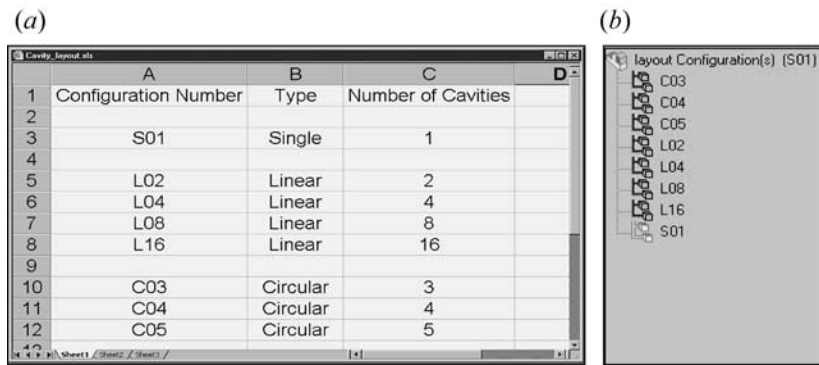 (a)
(b)
Cavity_layout.xls
A B C D
1 Configuration Number Type Number of Cavities
2
3 S01 Single 1
4
5 L02 Linear 2
6 L04 Linear 4
7 L08 Linear 8
8 L16 Linear 16
9
10 C03 Circular 3
11 C04 Circular 4
12 C05 Circular 5
Sheet1 / Sheet2 / Sheet3 /
layout Configuration(s) (S01)
C03
C04
C05
L02
L04
L08
L16
S01